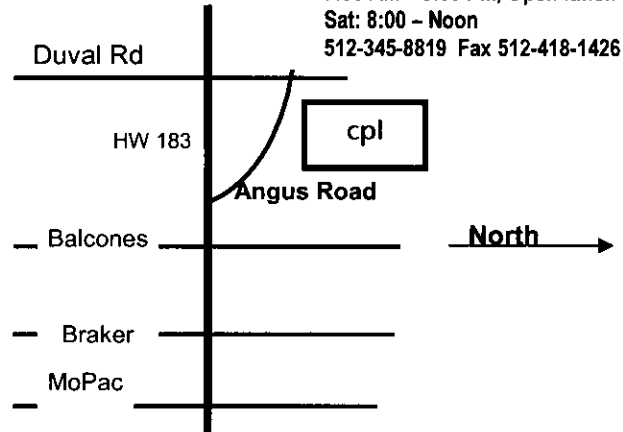 Sat: 8:00 – Noon
512-345-8819 Fax 512-418-1426
Duval Rd
HW 183
cpl
Angus Road
Balcones
North
Braker
MoPac